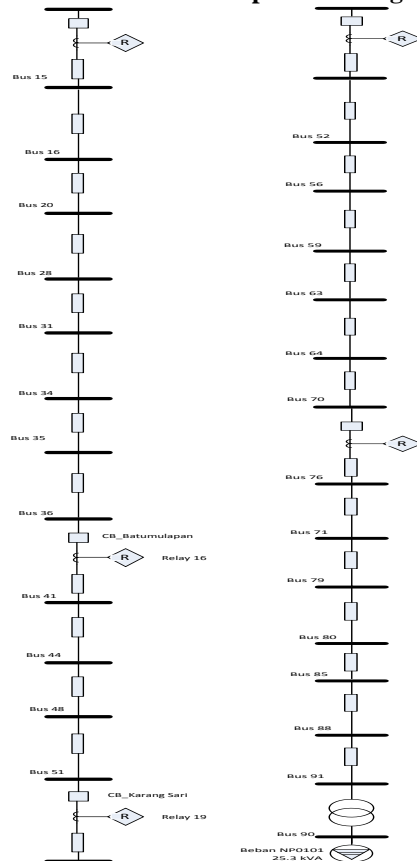 R
Bus 15
Bus 16
Bus 20
Bus 28
Bus 31
Bus 34
Bus 35
Bus 36
CB_Batumulapan
R
Relay 16
Bus 41
Bus 44
Bus 48
Bus 51
CB_Karang Sari
R
Relay 19
R
Bus 52
Bus 56
Bus 59
Bus 63
Bus 64
Bus 70
R
Bus 76
Bus 71
Bus 79
Bus 80
Bus 85
Bus 88
Bus 91
Bus 90
Beban NP0101
25.3 kVA